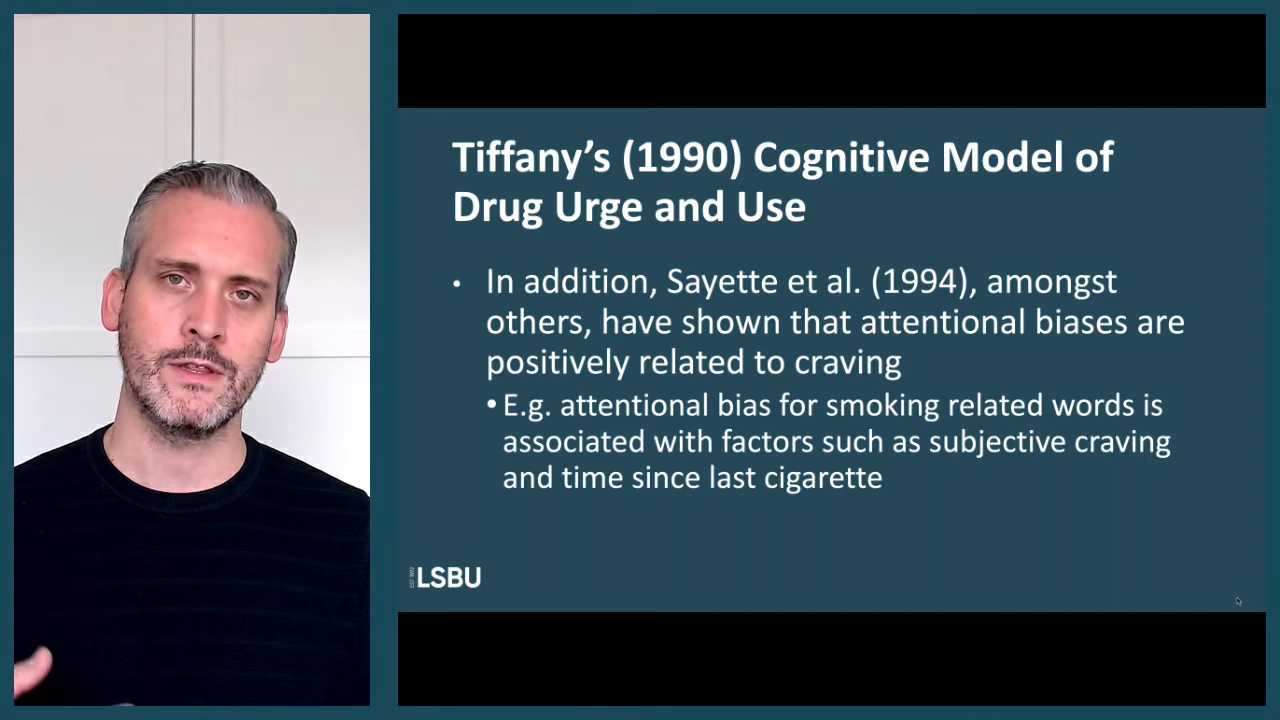 Tiffany’s (1990) Cognitive Model of
Drug Urge and Use
• In addition, Sayette et al. (1994), amongst
others, have shown that attentional biases are
positively related to craving
• E.g. attentional bias for smoking related words is
associated with factors such as subjective craving
and time since last cigarette
EST 1892
LSBU